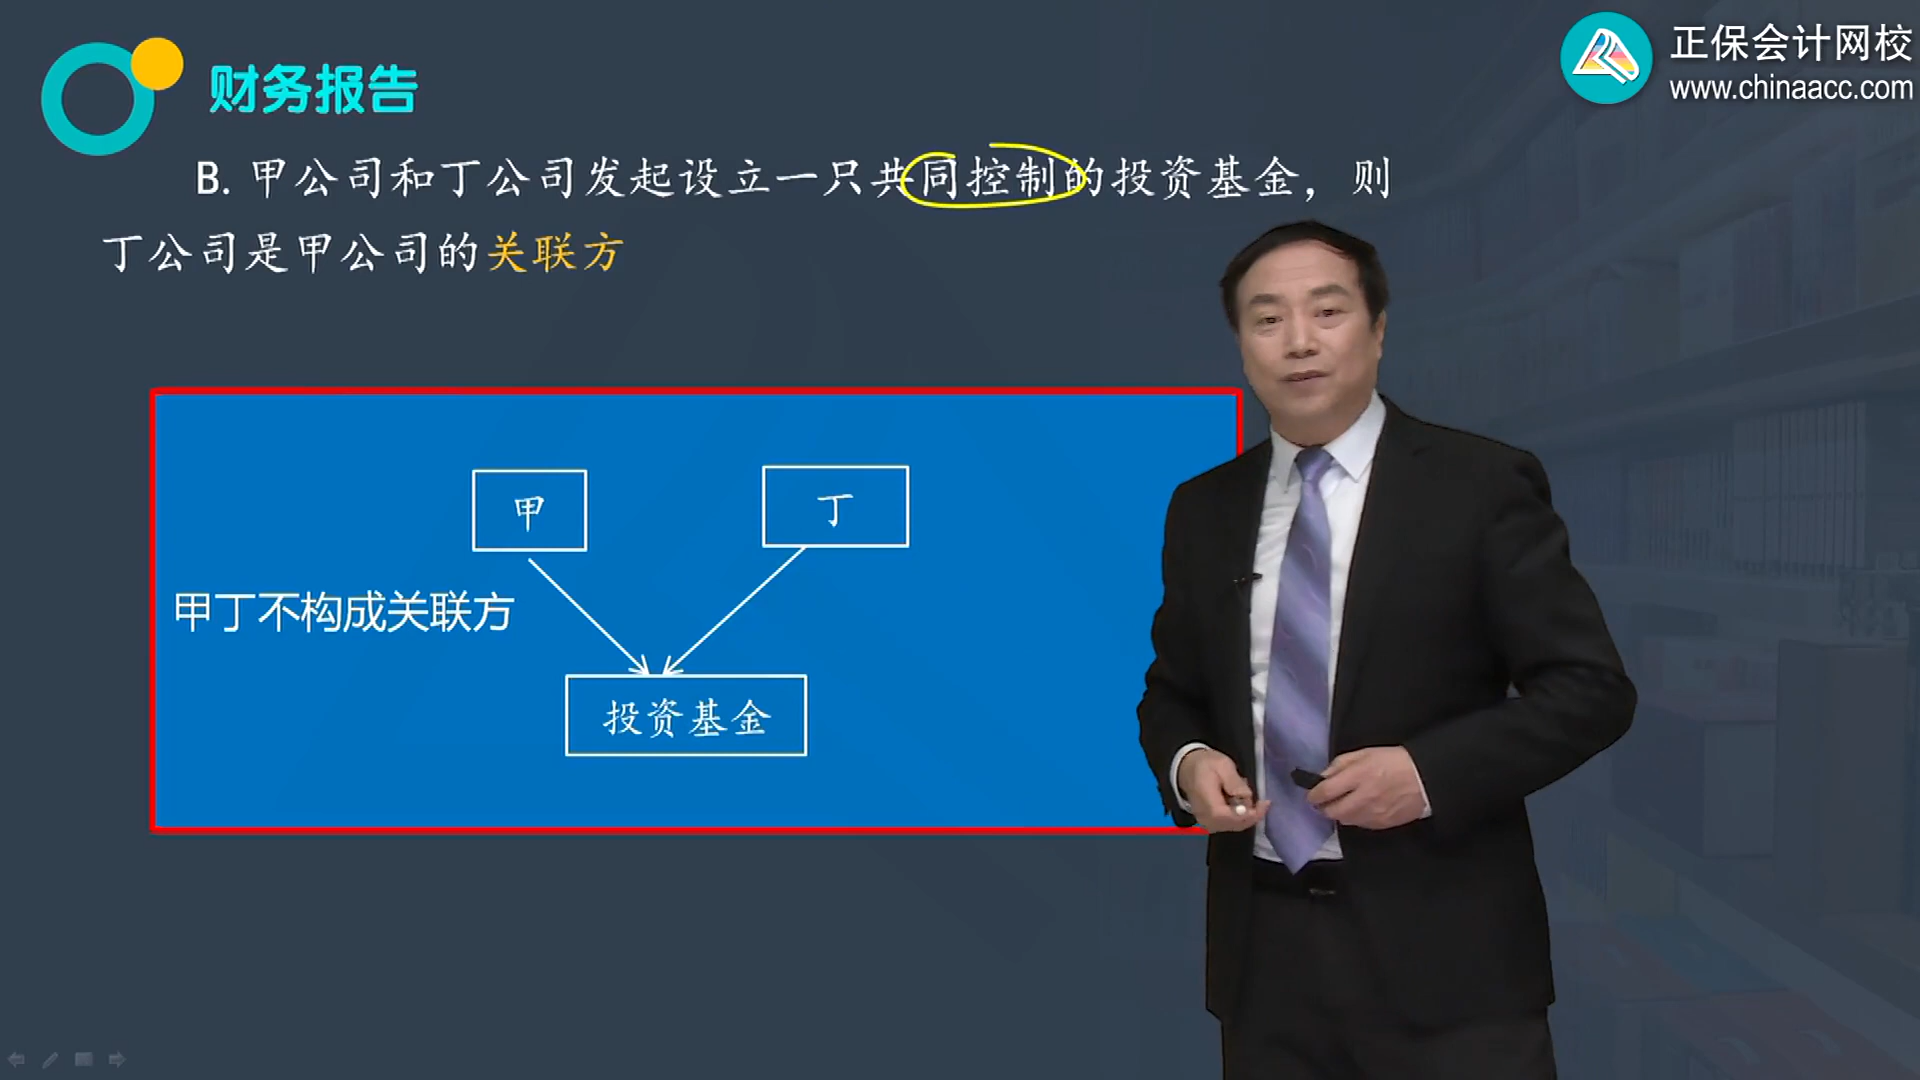 正保会计网校
www.chinaacc.com
财务报告
B. 甲公司和丁公司发起设立一只共同控制的投资基金，则
丁公司是甲公司的关联方
甲
丁
甲丁不构成关联方
投资基金